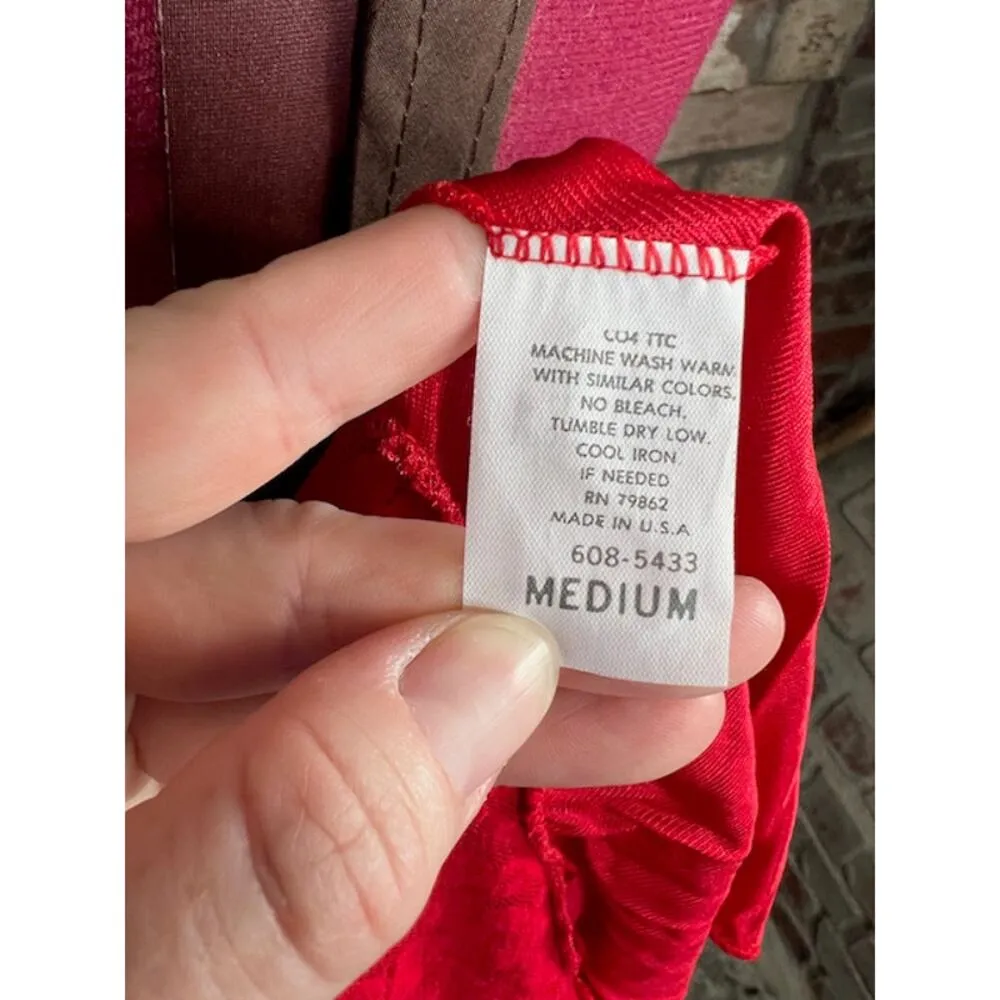 CO4 TTC
MACHINE WASH WARM
WITH SIMILAR COLORS.
NO BLEACH.
TUMBLE DRY LOW.
COOL IRON
IF NEEDED
RN 79862
MADE IN U.S.A
608-5433
MEDIUM